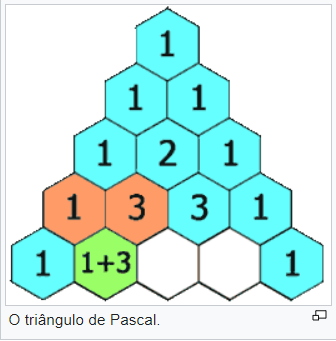 1
1 1
1 2 1
1 3 3 1
1 1+3 1
O triângulo de Pascal.